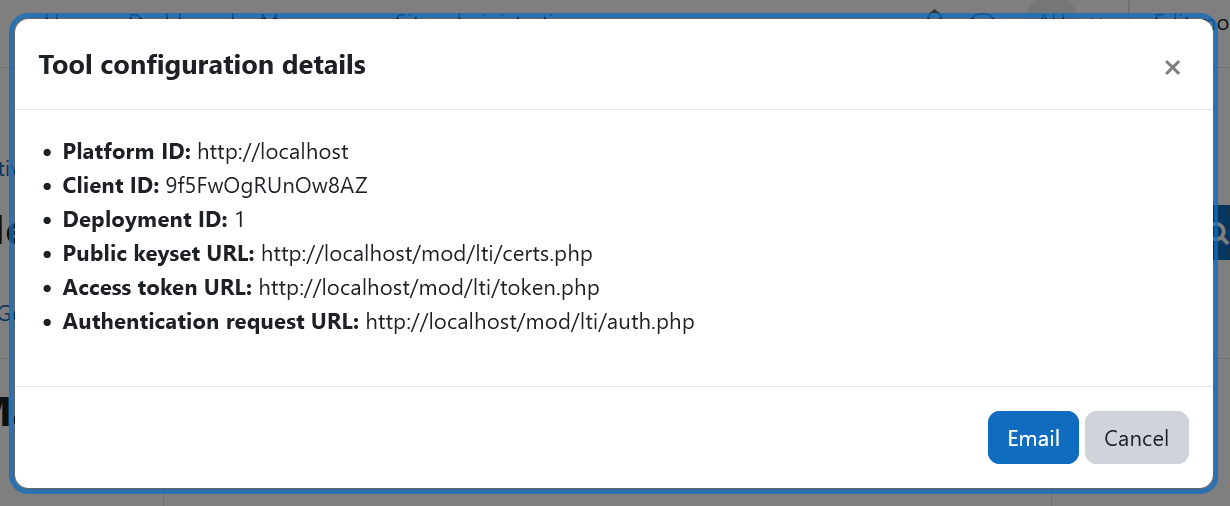 Tool configuration details
×
Platform ID: http://localhost
Client ID: 9f5FwOgRUnOw8AZ
Deployment ID: 1
Public keyset URL: http://localhost/mod/lti/certs.php
Access token URL: http://localhost/mod/lti/token.php
Authentication request URL: http://localhost/mod/lti/auth.php
Email Cancel